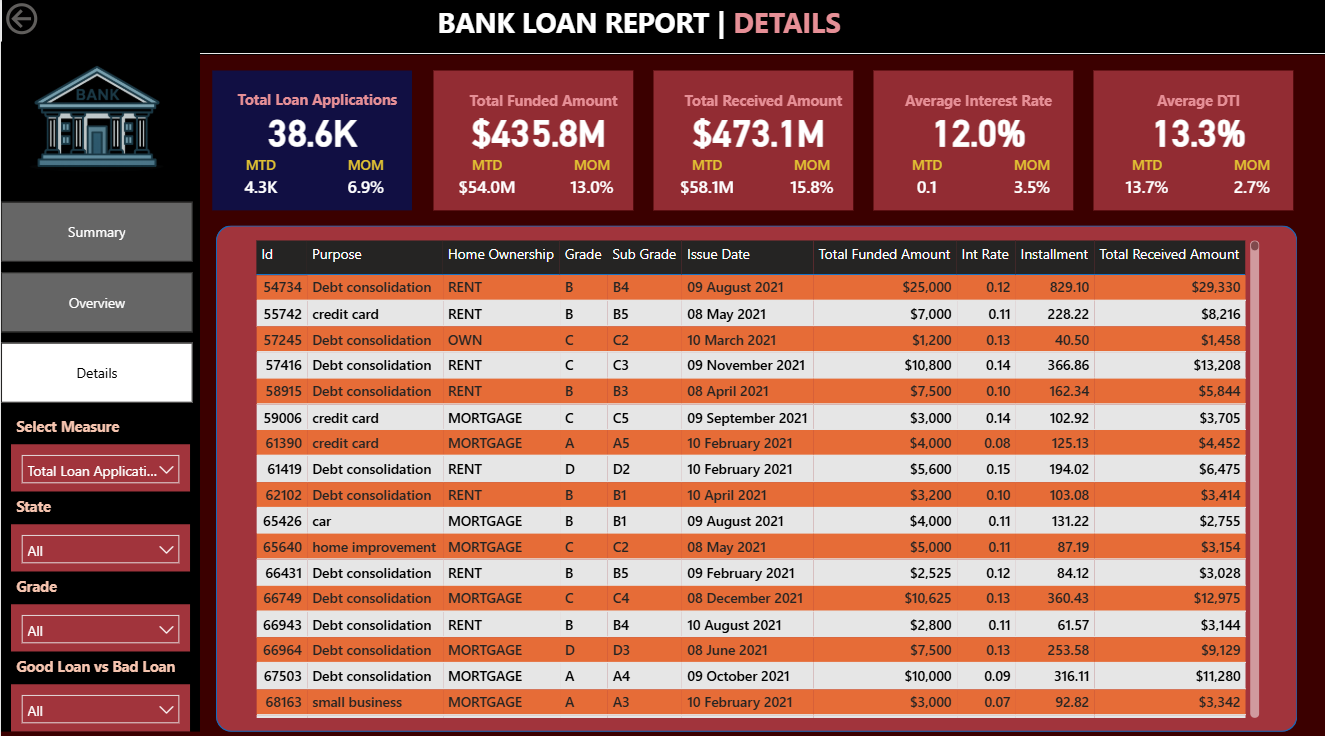 BANK LOAN REPORT | DETAILS
BANK
Total Loan Applications
38.6K
MTD MOM
4.3K 6.9%
Total Funded Amount
$435.8M
MTD MOM
$54.0M 13.0%
Total Received Amount
$473.1M
MTD MOM
$58.1M 15.8%
Average Interest Rate
12.0%
MTD MOM
0.1 3.5%
Average DTI
13.3%
MTD MOM
13.7% 2.7%
Summary
Overview
Details
Select Measure
Total Loan Applicati...
State
All
Grade
All
Good Loan vs Bad Loan
All
Id Purpose Home Ownership Grade Sub Grade Issue Date Total Funded Amount Int Rate Installment Total Received Amount
54734 Debt consolidation RENT B B4 09 August 2021 $25,000 0.12 829.10 $29,330
55742 credit card RENT B B5 08 May 2021 $7,000 0.11 228.22 $8,216
57245 Debt consolidation OWN C C2 10 March 2021 $1,200 0.13 40.50 $1,458
57416 Debt consolidation RENT C C3 09 November 2021 $10,800 0.14 366.86 $13,208
58915 Debt consolidation RENT B B3 08 April 2021 $7,500 0.10 162.34 $5,844
59006 credit card MORTGAGE C C5 09 September 2021 $3,000 0.14 102.92 $3,705
61390 credit card MORTGAGE A A5 10 February 2021 $4,000 0.08 125.13 $4,452
61419 Debt consolidation RENT D D2 10 February 2021 $5,600 0.15 194.02 $6,475
62102 Debt consolidation RENT B B1 10 April 2021 $3,200 0.10 103.08 $3,414
65426 car MORTGAGE B B1 09 August 2021 $4,000 0.11 131.22 $2,755
65640 home improvement MORTGAGE C C2 08 May 2021 $5,000 0.11 87.19 $3,154
66431 Debt consolidation RENT B B5 09 February 2021 $2,525 0.12 84.12 $3,028
66749 Debt consolidation MORTGAGE C C4 08 December 2021 $10,625 0.13 360.43 $12,975
66943 Debt consolidation RENT B B4 10 August 2021 $2,800 0.11 61.57 $3,144
66964 Debt consolidation MORTGAGE D D3 08 June 2021 $7,500 0.13 253.58 $9,129
67503 Debt consolidation MORTGAGE A A4 09 October 2021 $10,000 0.09 316.11 $11,280
68163 small business MORTGAGE A A3 10 February 2021 $3,000 0.07 92.82 $3,342